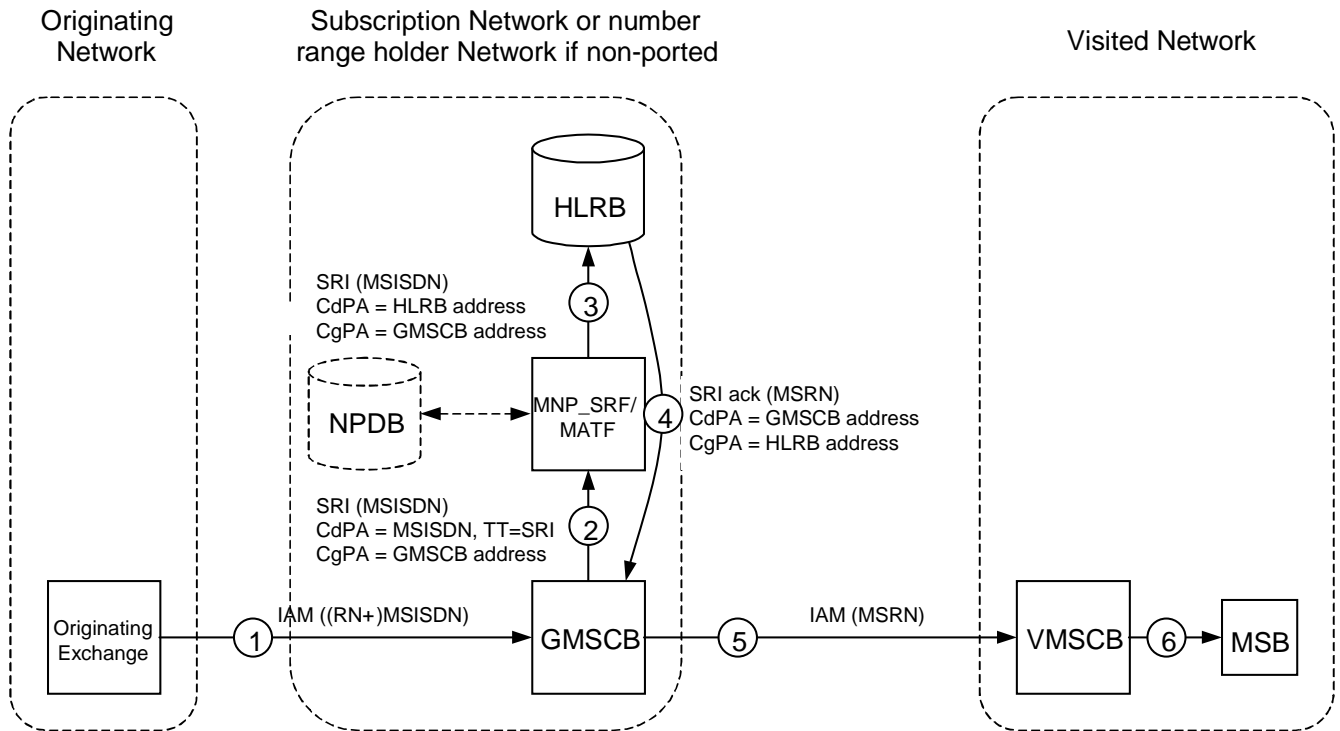 Originating
Network
Subscription Network or number
range holder Network if non-ported
Visited Network
HLRB
SRI (MSISDN)
CdPA = HLRB address
CgPA = GMSCB address
3
NPDB
MNP_SRF/
MATF
4
SRI ack (MSRN)
CdPA = GMSCB address
CgPA = HLRB address
SRI (MSISDN)
CdPA = MSISDN, TT=SRI
CgPA = GMSCB address
2
Originating
Exchange
1
IAM ((RN+)MSISDN)
GMSCB
5
IAM (MSRN)
VMSCB
6
MSB